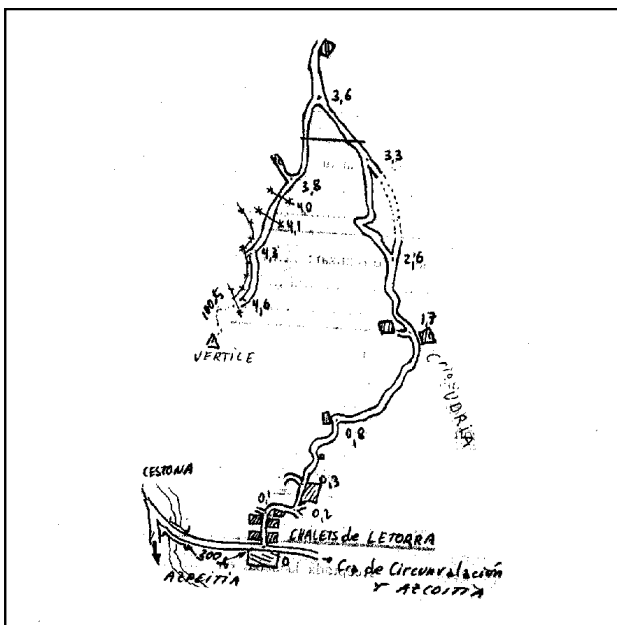 3,6
3,3
3,8
4,0
4,1
4,3
2,6
4,6
100 m
1,7
VERTICE
0,8
CESTONA
0,3
0,1
0,2
CHALETS de LETORRA
300 m
0
AZPEITIA
Cra de Circunvalación
Y AZCOITIA